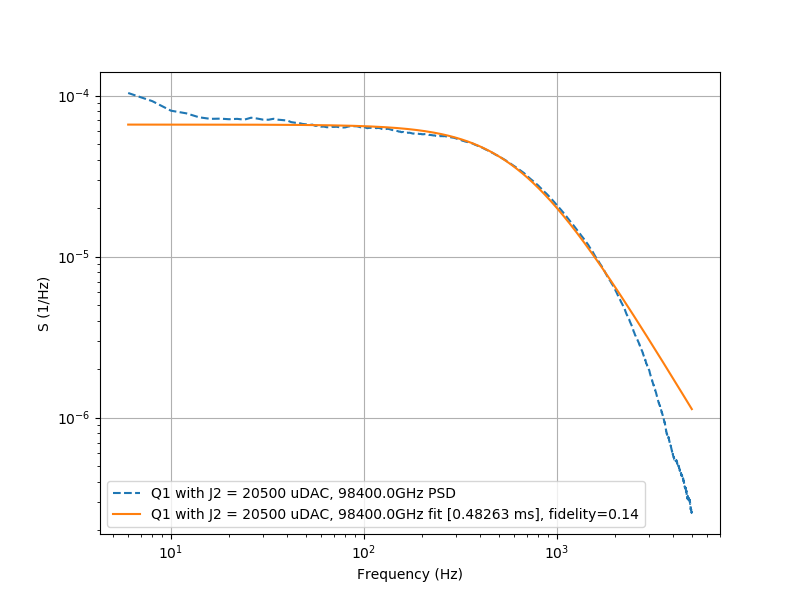 10⁻⁴
10⁻⁵
10⁻⁶
S (1/Hz)
Q1 with J2 = 20500 uDAC, 98400.0GHz PSD
Q1 with J2 = 20500 uDAC, 98400.0GHz fit [0.48263 ms], fidelity=0.14
10¹ 10² 10³
Frequency (Hz)